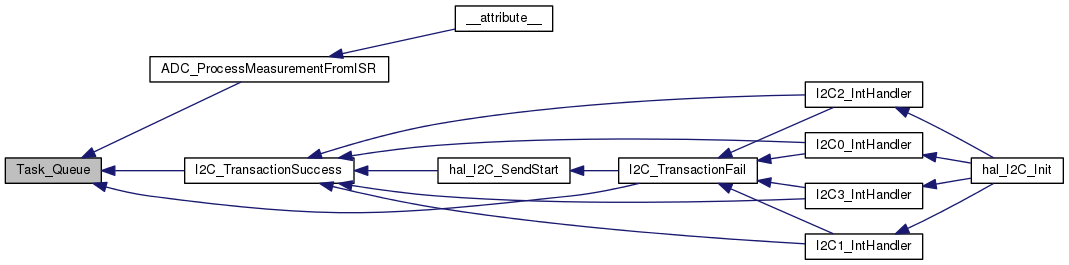 __attribute__
ADC_ProcessMeasurementFromISR
I2C2_IntHandler
I2C0_IntHandler
Task_Queue
I2C_TransactionSuccess
hal_I2C_SendStart
I2C_TransactionFail
hal_I2C_Init
I2C3_IntHandler
I2C1_IntHandler